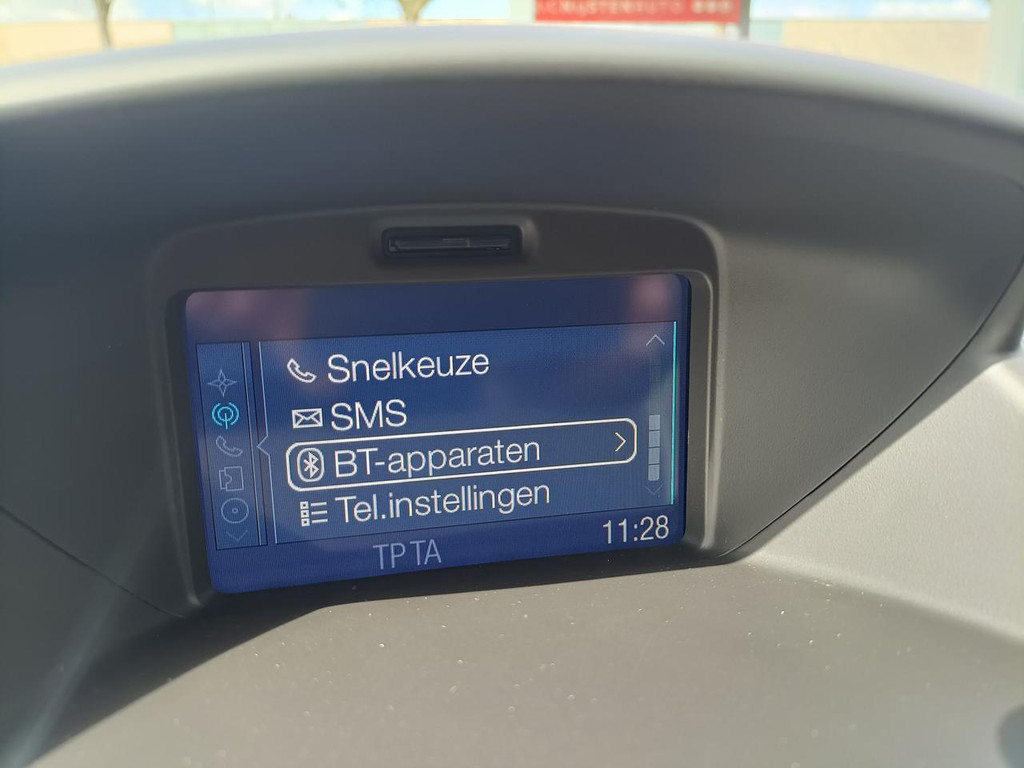 Snelkeuze
SMS
BT-apparaten
Tel.instellingen
11:28
TP TA